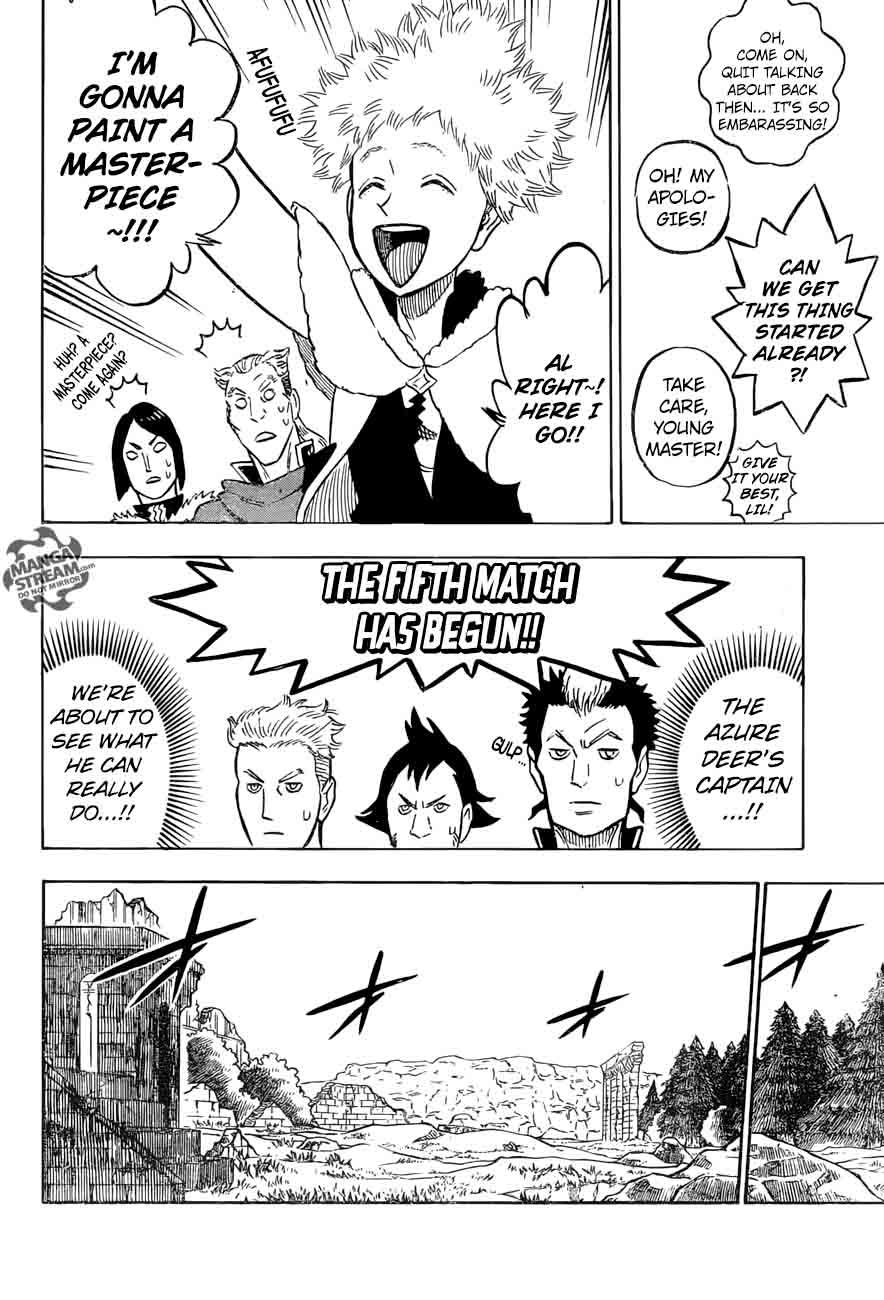 OH,
COME ON,
QUIT TALKING
ABOUT BACK
THEN... IT'S SO
EMBARASSING!
OH! MY
APOLO-
GIES!
CAN
WE GET
THIS THING
STARTED
ALREADY
?!
TAKE
CARE,
YOUNG
MASTER!
GIVE
IT YOUR
BEST,
LIL!
AL
RIGHT~!
HERE I
GO!!
AFUFUFUFU
I'M
GONNA
PAINT A
MASTER-
PIECE
~!!!
HUH? A
MASTERPIECE?
COME AGAIN?
MANGA
STREAM.com
DO NOT MIRROR
THE FIFTH MATCH
HAS BEGUN!!
THE
AZURE
DEER'S
CAPTAIN
...!!
GULP...
WE'RE
ABOUT TO
SEE WHAT
HE CAN
REALLY
DO...!!